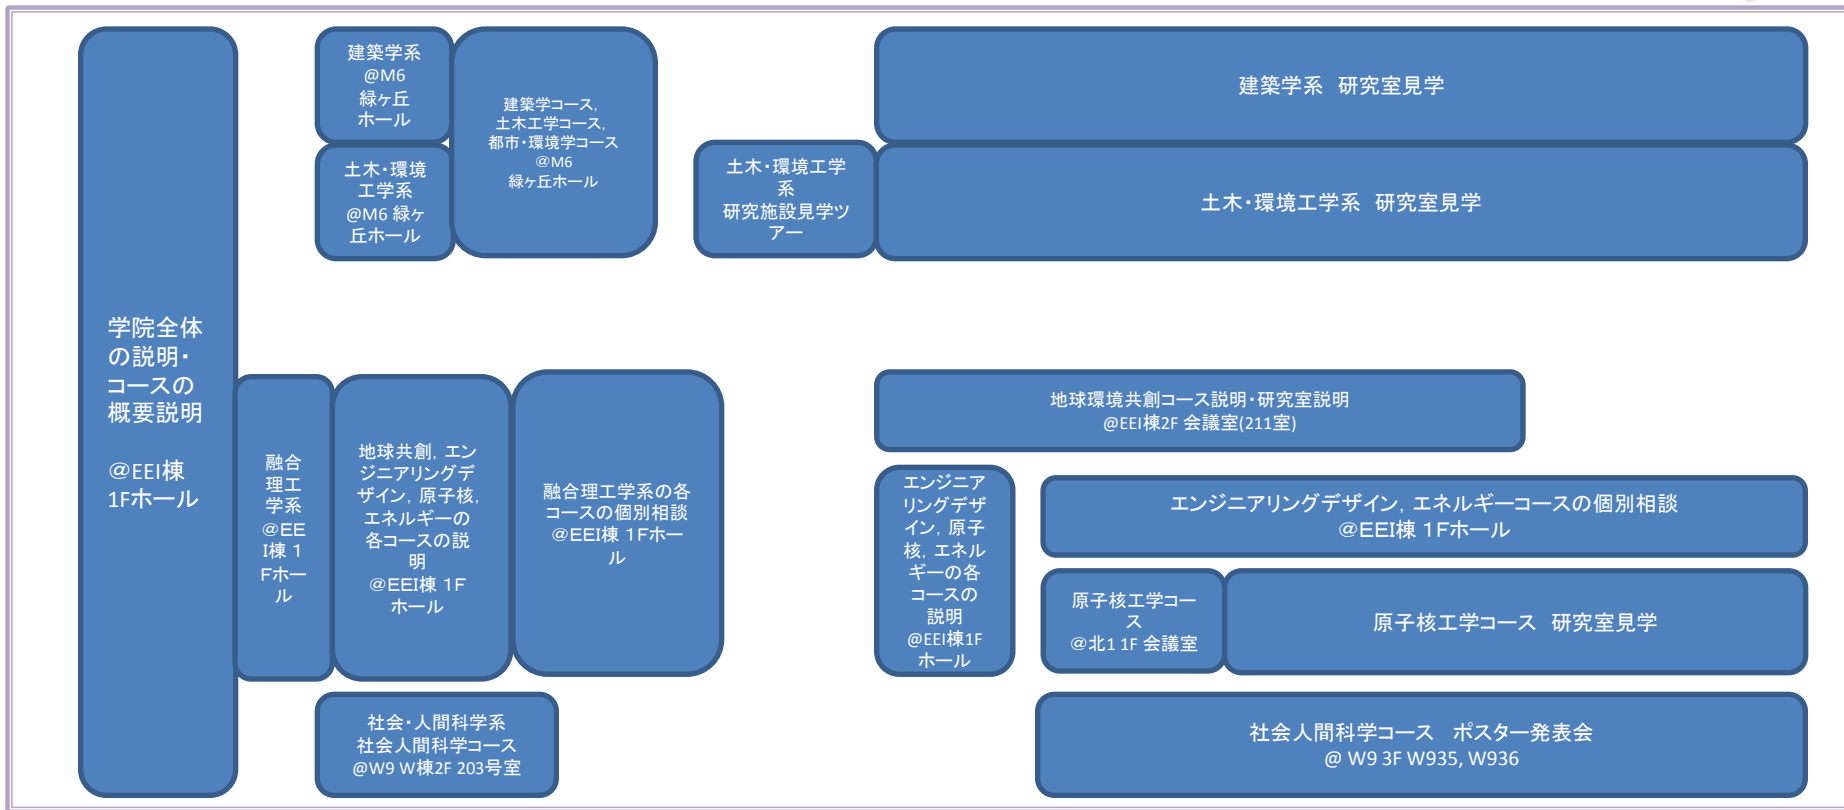 学院全体
の説明・
コースの
概要説明
@EEI棟
1Fホール
建築学系
@M6
緑ヶ丘
ホール
土木・環境
工学系
@M6 緑ヶ
丘ホール
建築学コース,
土木工学コース,
都市・環境学コース
@M6
緑ヶ丘ホール
土木・環境工学
系
研究施設見学ツ
アー
建築学系　研究室見学
土木・環境工学系　研究室見学
融合
理工
学系
@EE
I棟 1
Fホー
ル
地球共創, エン
ジニアリングデ
ザイン, 原子核,
エネルギーの
各コースの説
明
@EEI棟 1F
ホール
融合理工学系の各
コースの個別相談
@EEI棟 1Fホー
ル
地球環境共創コース説明・研究室説明
@EEI棟2F 会議室(211室)
エンジニア
リングデザ
イン, 原子
核, エネル
ギーの各
コースの
説明
@EEI棟1F
ホール
エンジニアリングデザイン, エネルギーコースの個別相談
@EEI棟 1Fホール
原子核工学コー
ス
@北1 1F 会議室
原子核工学コース　研究室見学
社会・人間科学系
社会人間科学コース
@W9 W棟2F 203号室
社会人間科学コース　ポスター発表会
@ W9 3F W935, W936